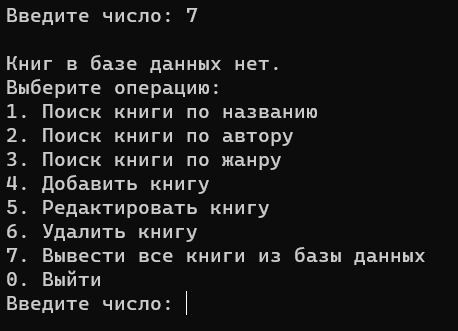 Введите число: 7
Книг в базе данных нет.
Выберите операцию:
1. Поиск книги по названию
2. Поиск книги по автору
3. Поиск книги по жанру
4. Добавить книгу
5. Редактировать книгу
6. Удалить книгу
7. Вывести все книги из базы данных
0. Выйти
Введите число: